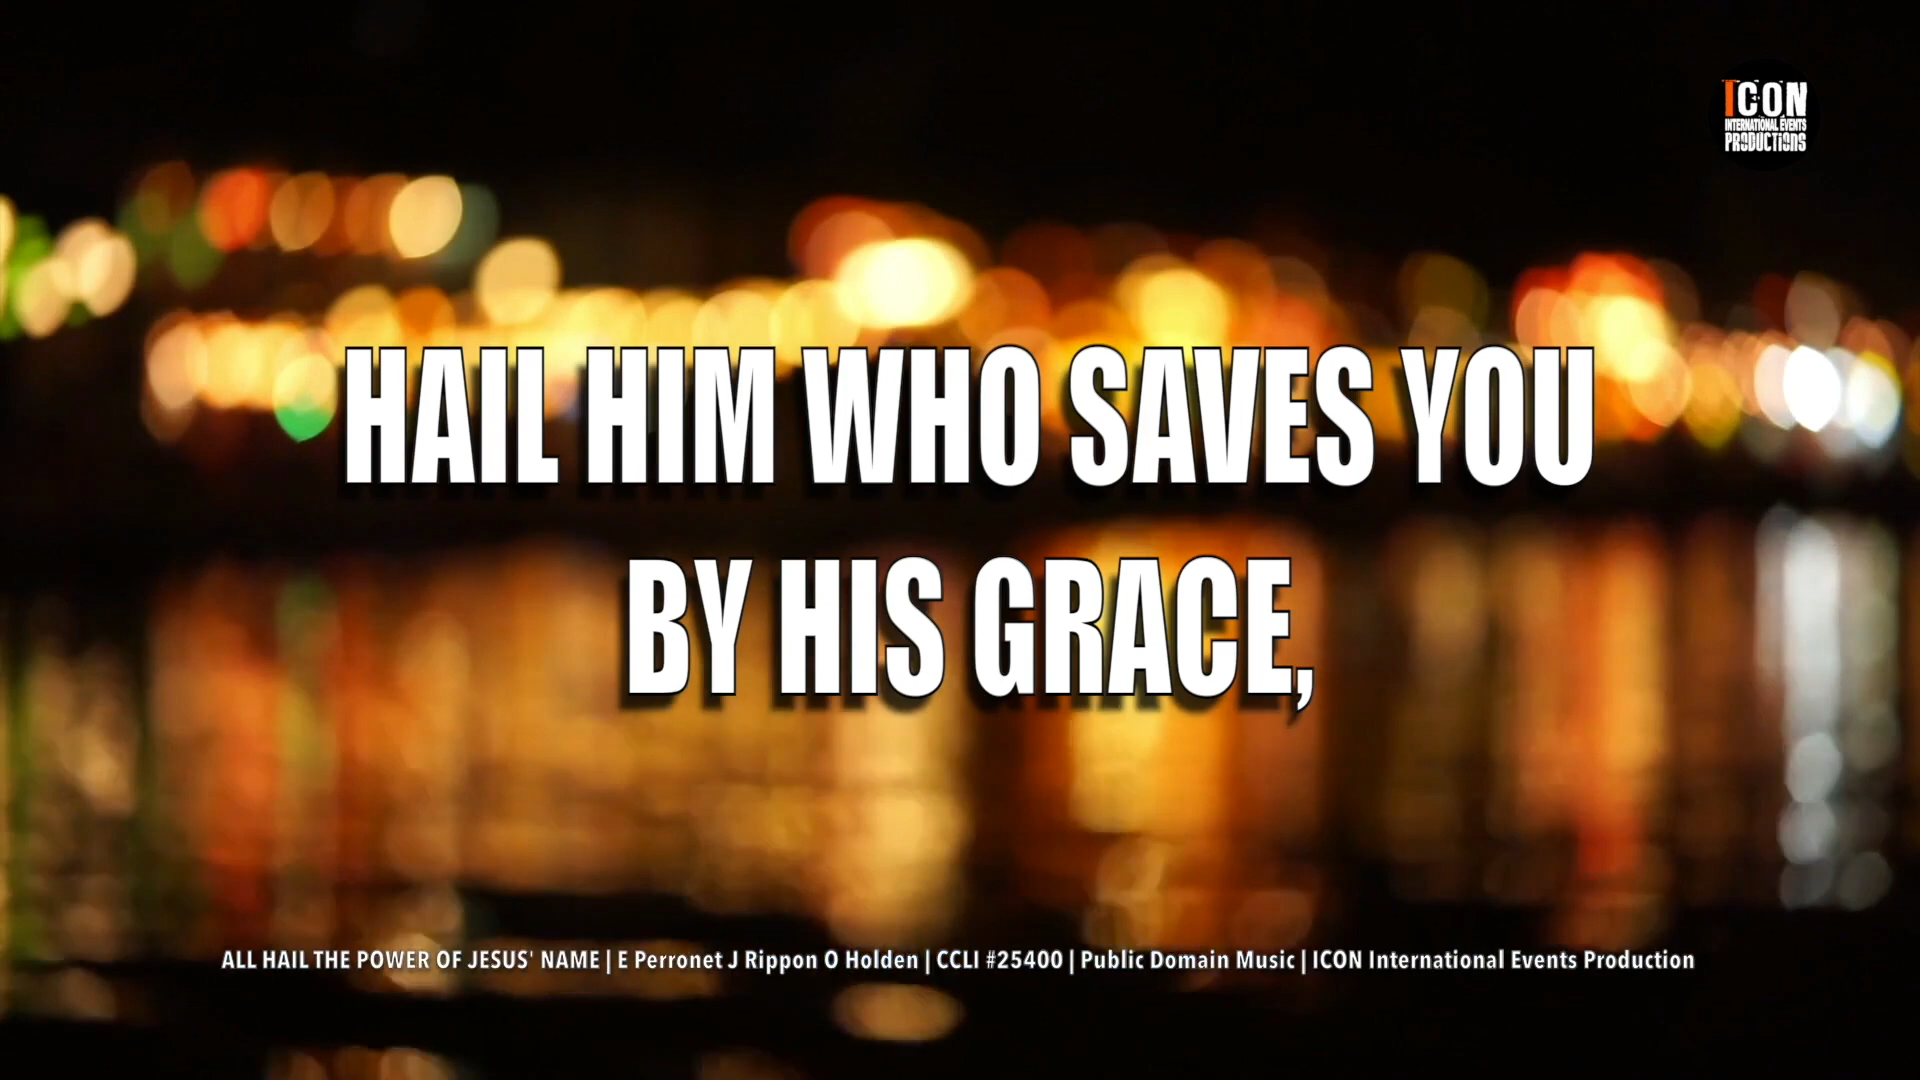 ICON
INTERNATIONAL EVENTS
PRODUCTIONS
HAIL HIM WHO SAVES YOU
BY HIS GRACE,
ALL HAIL THE POWER OF JESUS' NAME | E Perronet J Rippon O Holden | CCLI #25400 | Public Domain Music | ICON International Events Production